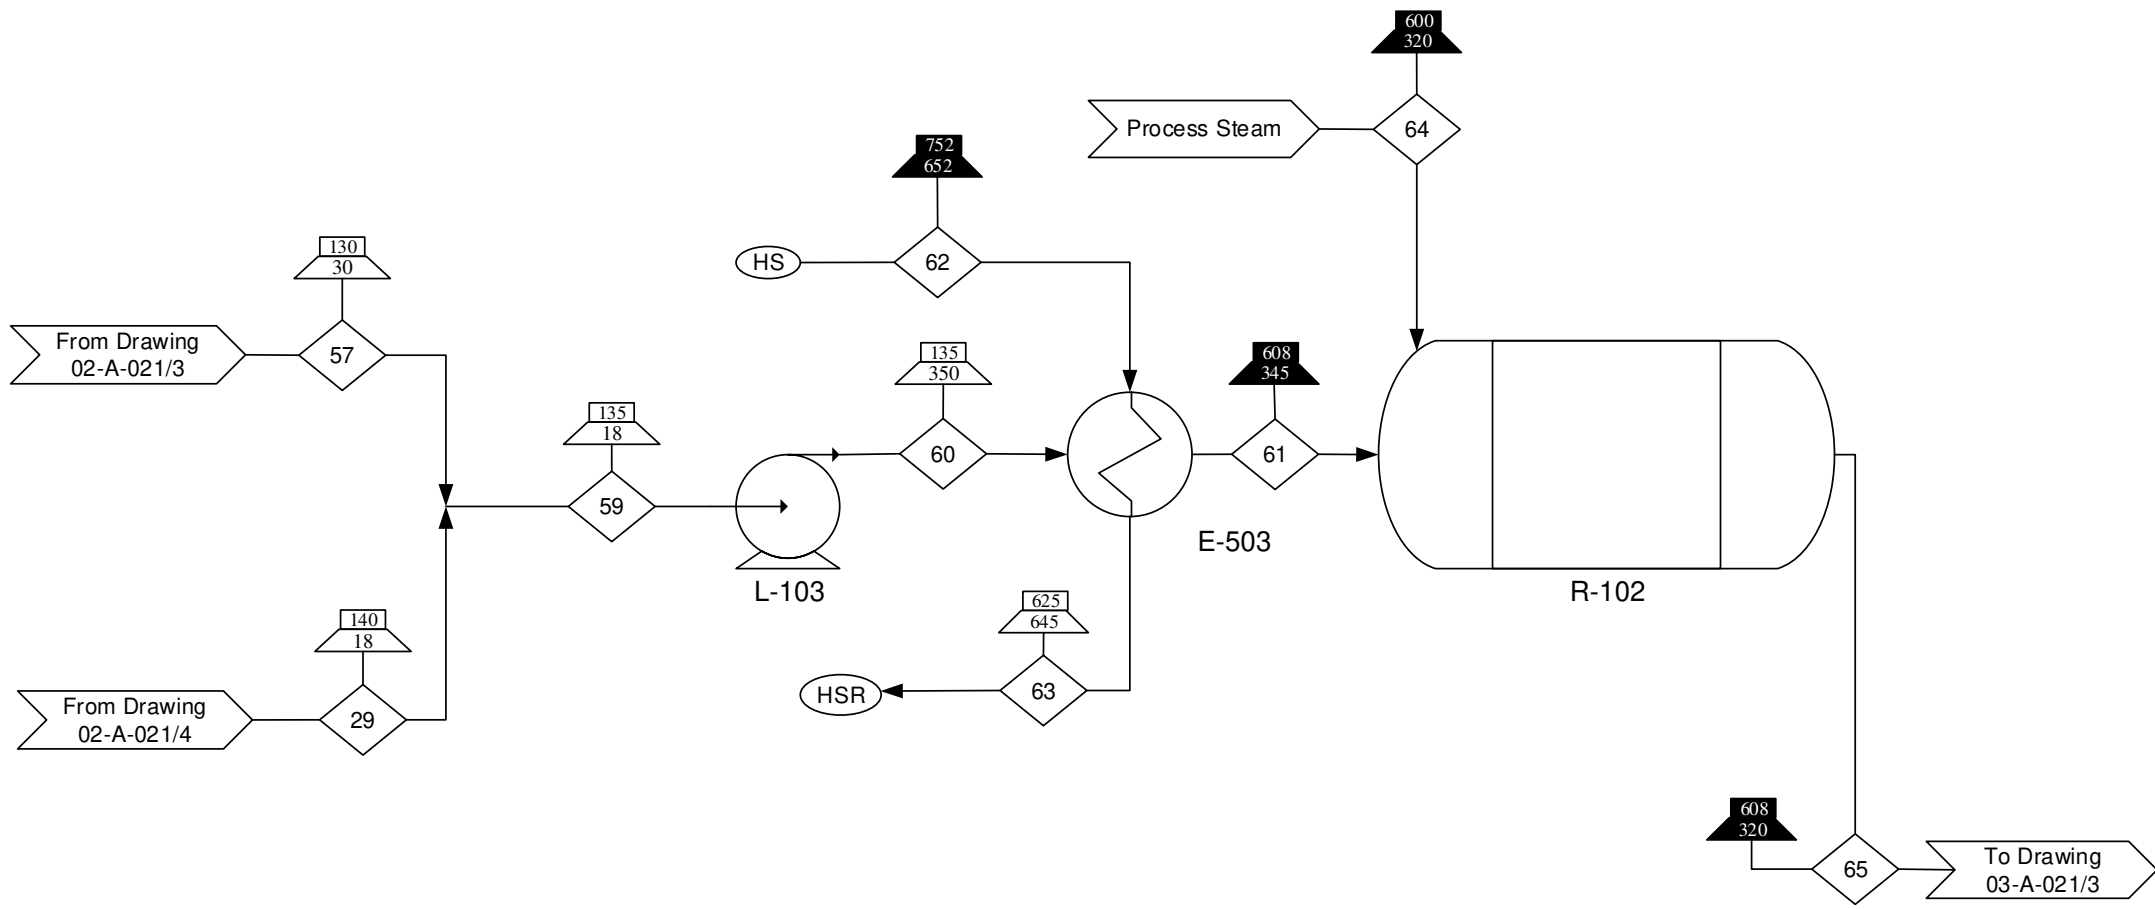 600
320
Process Steam
64
752
652
HS
62
130
30
From Drawing
02-A-021/3
57
135
350
60
608
345
61
135
18
59
L-103
E-503
R-102
140
18
From Drawing
02-A-021/4
29
625
645
HSR
63
608
320
65
To Drawing
03-A-021/3